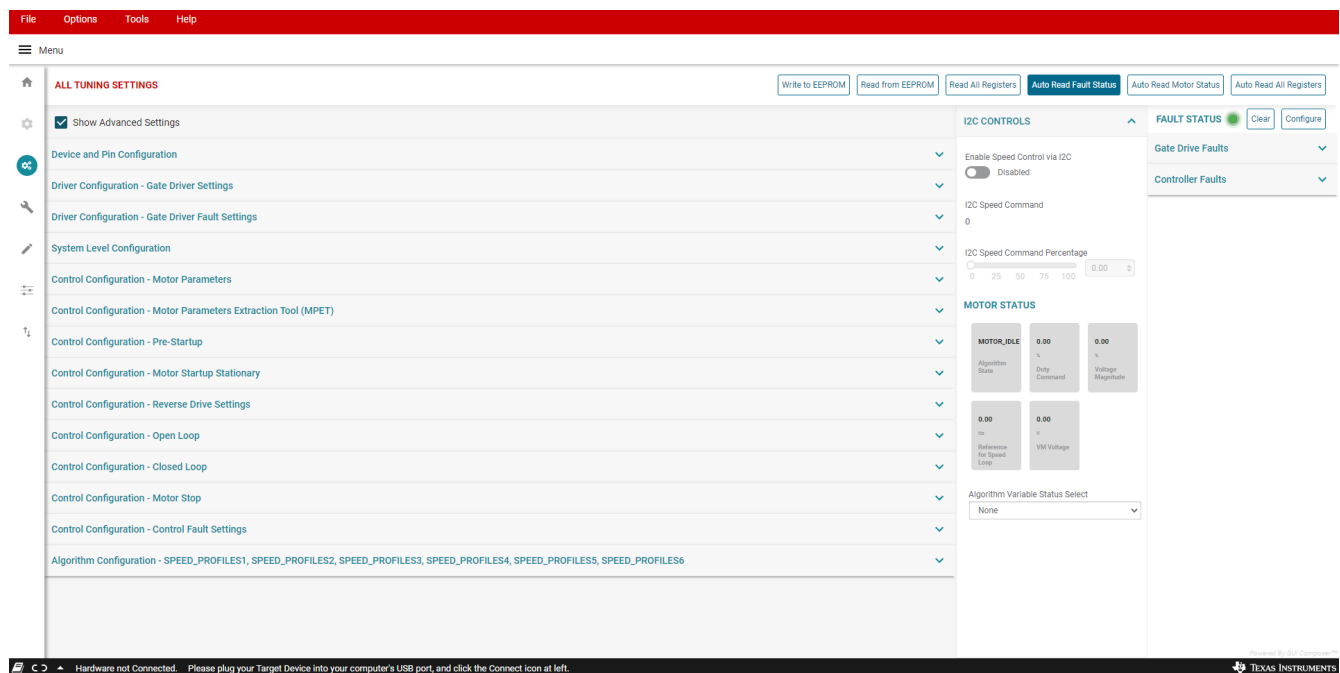 File Options Tools Help
Menu
ALL TUNING SETTINGS
Write to EEPROM
Read from EEPROM
Read All Registers
Auto Read Fault Status
Auto Read Motor Status
Auto Read All Registers
Show Advanced Settings
Device and Pin Configuration
Driver Configuration - Gate Driver Settings
Driver Configuration - Gate Driver Fault Settings
System Level Configuration
Control Configuration - Motor Parameters
Control Configuration - Motor Parameters Extraction Tool (MPET)
Control Configuration - Pre-Startup
Control Configuration - Motor Startup Stationary
Control Configuration - Reverse Drive Settings
Control Configuration - Open Loop
Control Configuration - Closed Loop
Control Configuration - Motor Stop
Control Configuration - Control Fault Settings
Algorithm Configuration - SPEED_PROFILES1, SPEED_PROFILES2, SPEED_PROFILES3, SPEED_PROFILES4, SPEED_PROFILES5, SPEED_PROFILES6
I2C CONTROLS
Enable Speed Control via I2C
Disabled
I2C Speed Command
0
I2C Speed Command Percentage
0 25 50 75 100
0.00
MOTOR STATUS
MOTOR_IDLE
Algorithm
State
0.00
%
Duty
Command
0.00
%
Voltage
Magnitude
0.00
Hz
Reference
for Speed
Loop
0.00
V
VM Voltage
Algorithm Variable Status Select
None
FAULT STATUS
Clear
Configure
Gate Drive Faults
Controller Faults
Powered By GUI Composer™
Hardware not Connected. Please plug your Target Device into your computer's USB port, and click the Connect icon at left.
TEXAS INSTRUMENTS